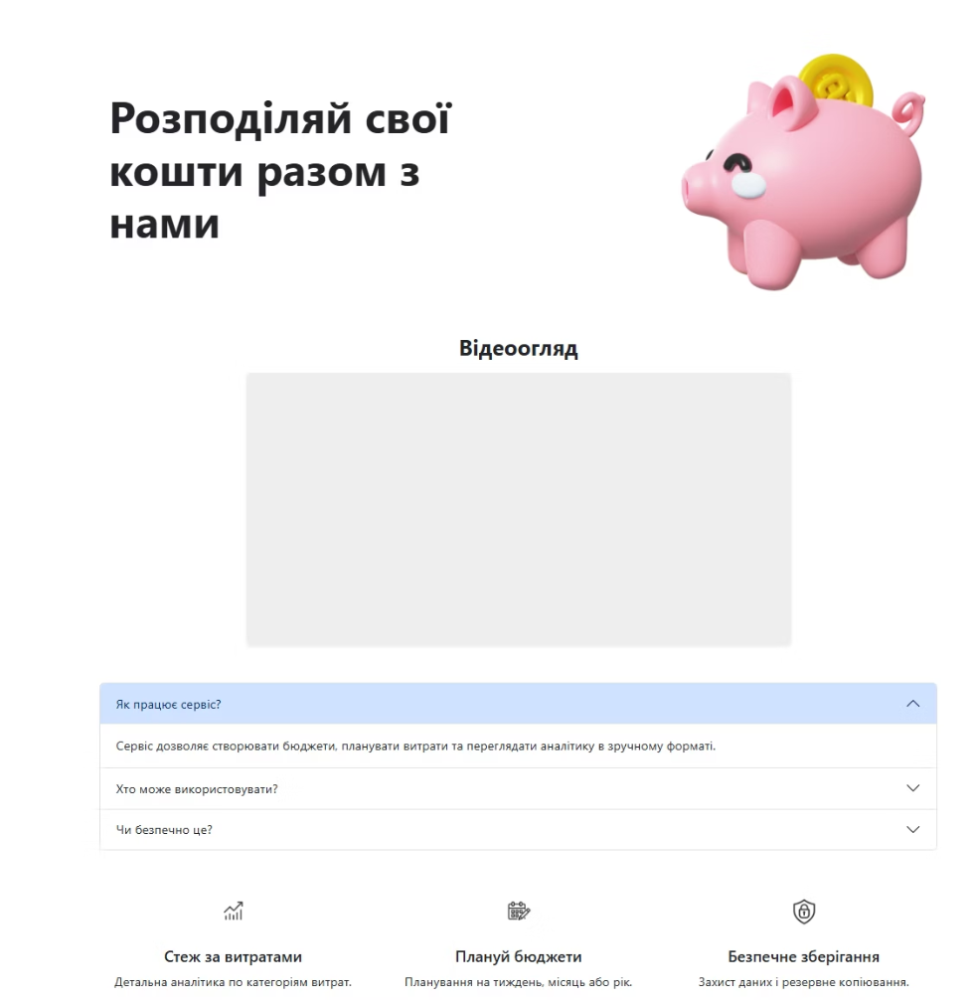 Розподіляй свої
кошти разом з
нами
Відеоогляд
Як працює сервіс?
Сервіс дозволяє створювати бюджети, планувати витрати та переглядати аналітику в зручному форматі.
Хто може використовувати?
Чи безпечно це?
Стеж за витратами
Плануй бюджети
Безпечне зберігання
Детальна аналітика по категоріям витрат.
Планування на тиждень, місяць або рік.
Захист даних і резервне копіювання.